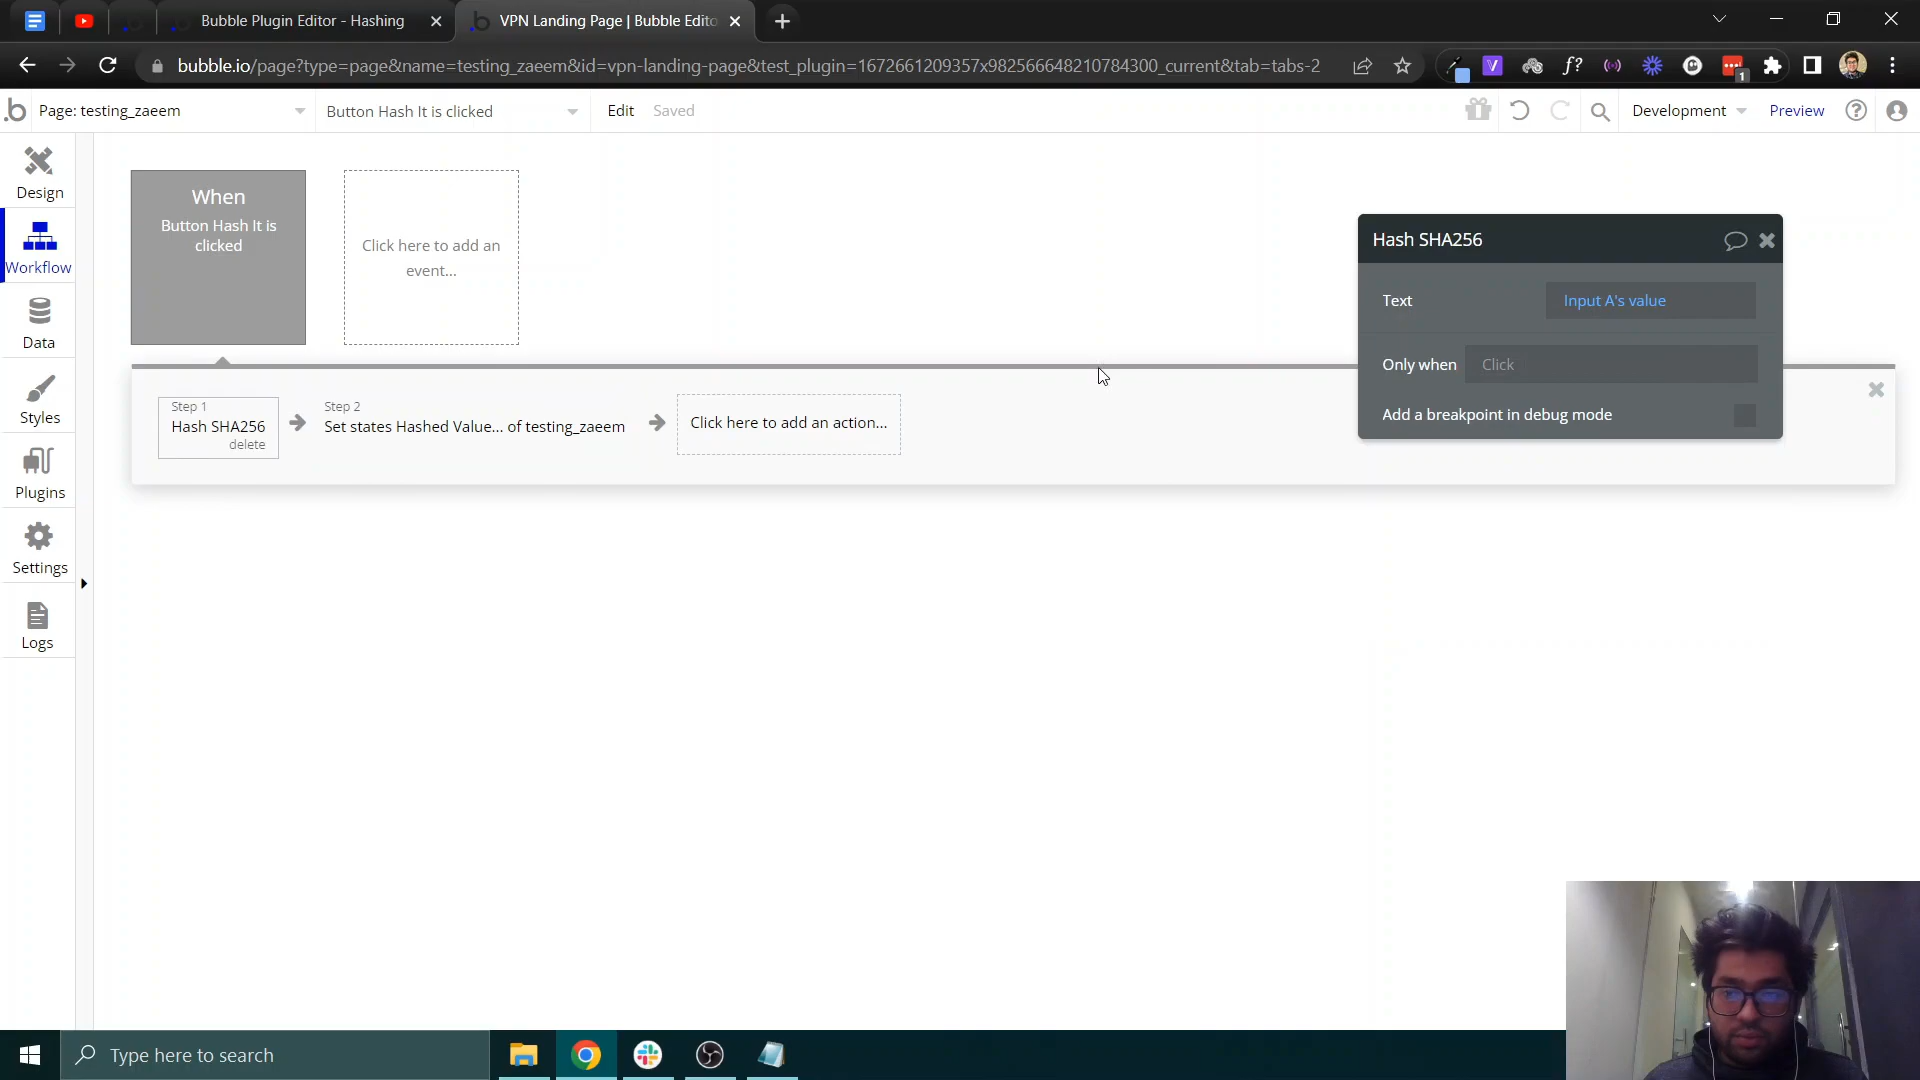 Bubble Plugin Editor - Hashing
VPN Landing Page | Bubble Edito
bubble.io/page?type=page&name=testing_zaeem&id=vpn-landing-page&test_plugin=1672661209357x982566648210784300_current&tab=tabs-2
Page: testing_zaeem
Button Hash It is clicked
Edit
Saved
Development
Preview
Design
Workflow
Data
Styles
Plugins
Settings
Logs
When
Button Hash It is
clicked
Click here to add an
event...
Hash SHA256
Text
Input A's value
Only when
Click
Add a breakpoint in debug mode
Step 1
Hash SHA256
delete
Step 2
Set states Hashed Value... of testing_zaeem
Click here to add an action...
Type here to search